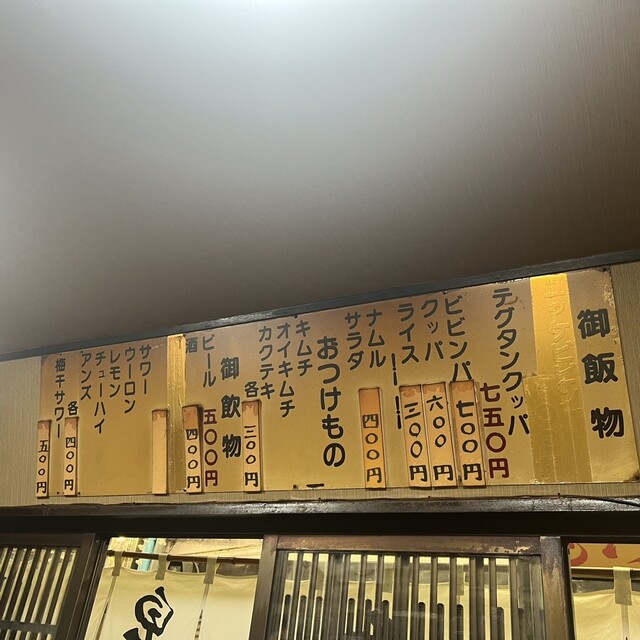 御飯物
テグタンクッパ 七五〇円
ビビンバ 七〇〇円
クッパ 六〇〇円
ライス 二〇〇円
ナムル
サラダ 四〇〇円
おつけもの
キムチ
オイキムチ
カクテキ
各三〇〇円
御飲物
ビール 五〇〇円
酒 四〇〇円
サワー
ウーロン
レモン
チューハイ
アンズ
各四〇〇円
梅干サワー 五〇〇円